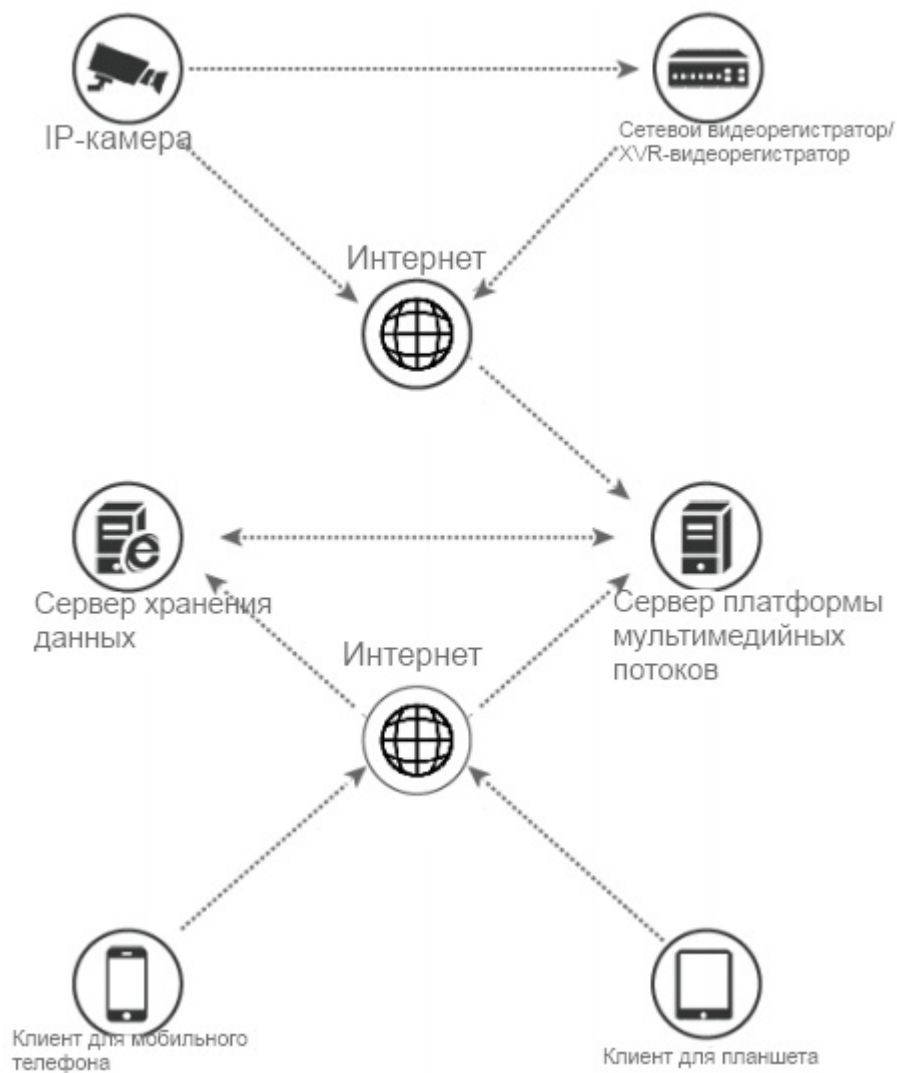 IP-камера
Сетевой видеорегистратор/
XVR-видеорегистратор
Интернет
Сервер хранения
данных
Сервер платформы
мультимедийных
потоков
Интернет
Клиент для мобильного
телефона
Клиент для планшета